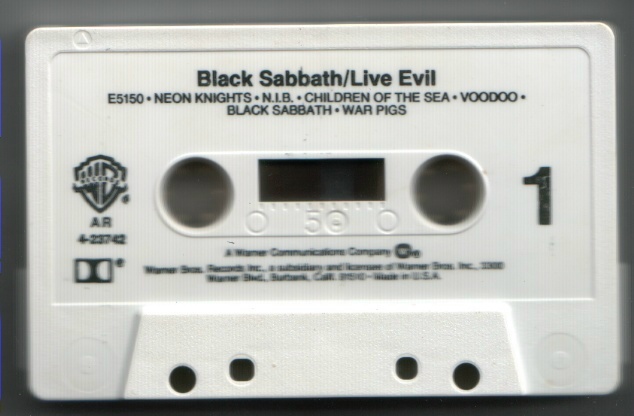 Black Sabbath/Live Evil
E5150 • NEON KNIGHTS • N.I.B. • CHILDREN OF THE SEA • VOODOO •
BLACK SABBATH • WAR PIGS
1
AR
4-23742
50
A Warner Communications Company
Warner Bros. Records Inc., a subsidiary and licensee of Warner Bros. Inc., 3300
Warner Blvd., Burbank, Calif. 91510 • Made in U.S.A.